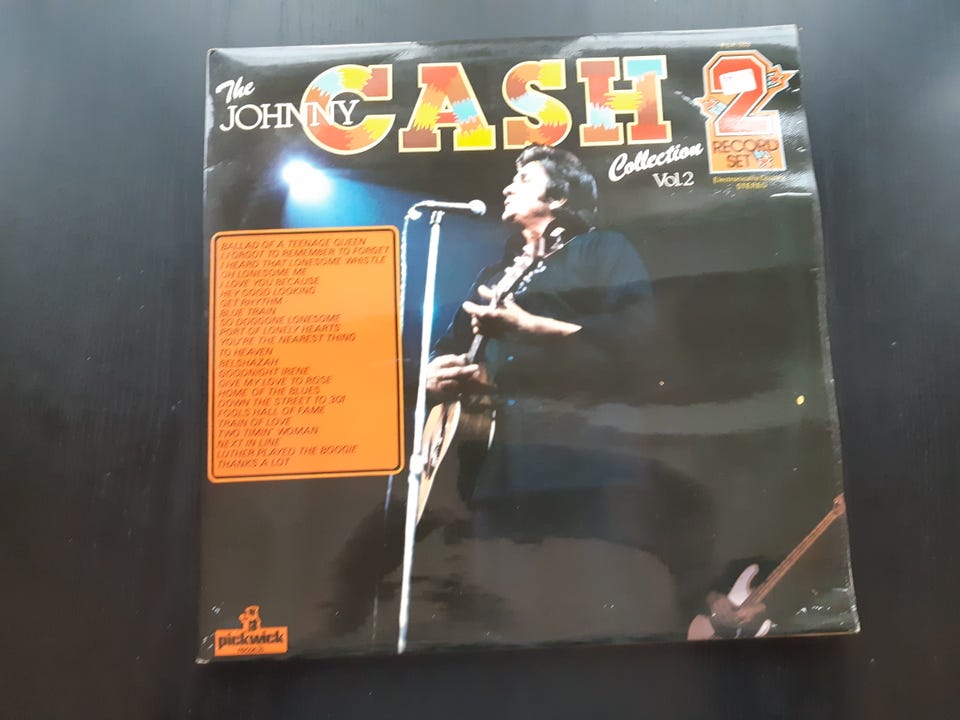 The
JOHNNY
CASH
Collection
Vol.2
2
RECORD
SET
Electronically
STEREO
BALLAD OF A TEENAGE QUEEN
I FORGOT TO REMEMBER TO FORGET
I HEARD THAT LONESOME WHISTLE
OH LONESOME ME
I LOVE YOU BECAUSE
HEY GOOD LOOKING
GET RHYTHM
BLUE TRAIN
SO DOGGONE LONESOME
PORT OF LONELY HEARTS
YOU'RE THE NEAREST THING
TO HEAVEN
BELSHAZAH
GOODNIGHT IRENE
GIVE MY LOVE TO ROSE
HOME OF THE BLUES
DOWN THE STREET TO 301
FOOLS HALL OF FAME
TRAIN OF LOVE
TWO TIMIN' WOMAN
NEXT IN LINE
LUTHER PLAYED THE BOOGIE
THANKS A LOT
pickwick